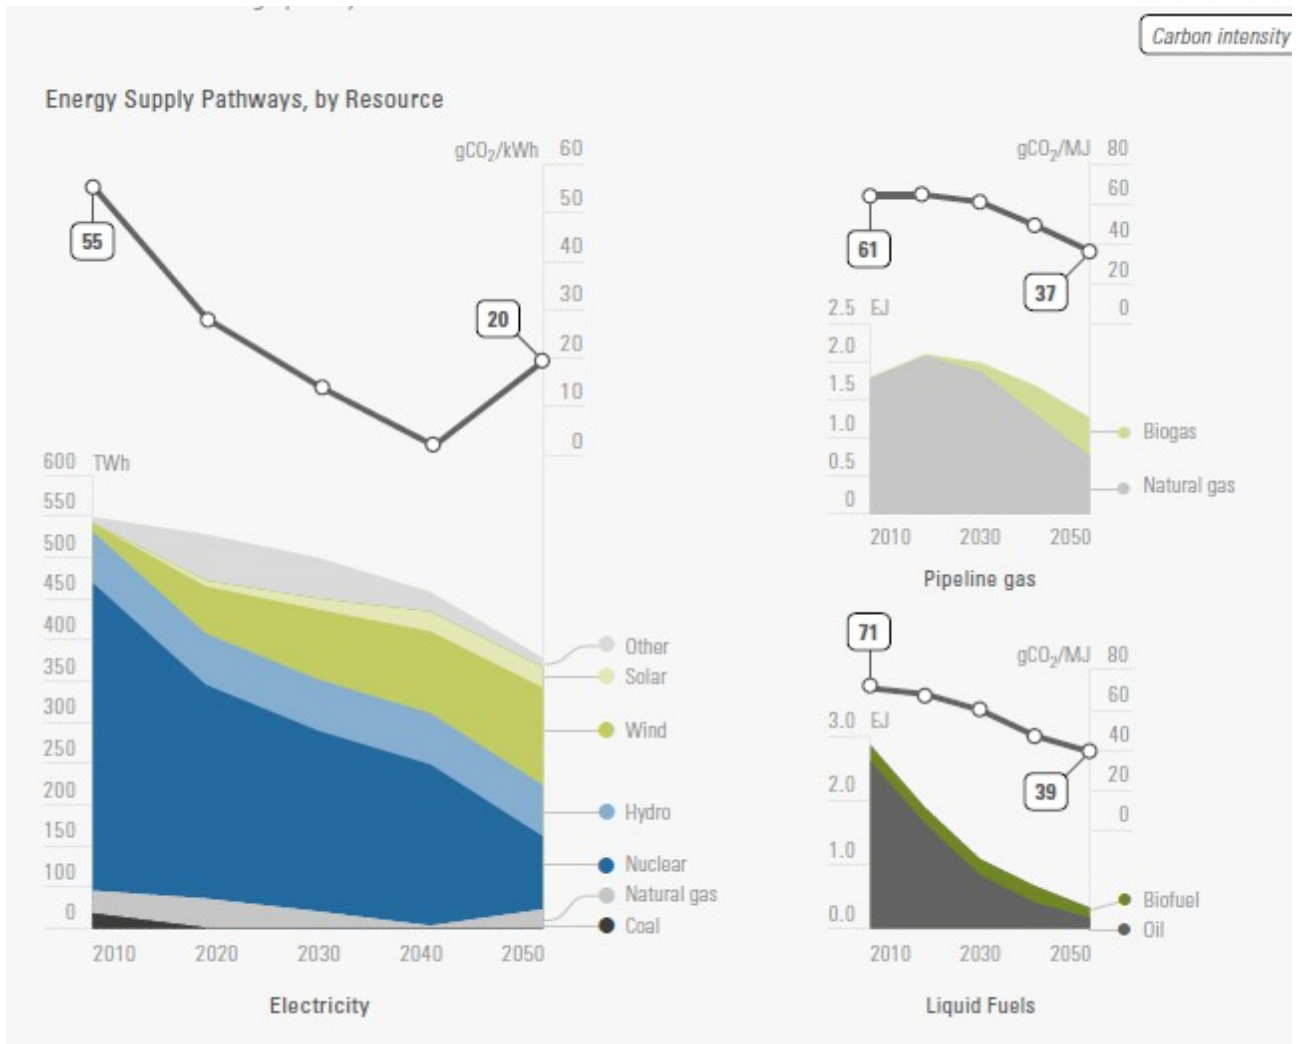 Carbon intensity
Energy Supply Pathways, by Resource
gCO₂/kWh 60
50
40
30
20
10
0
55
20
600 TWh
550
500
450
400
350
300
250
200
150
100
0
Other
Solar
Wind
Hydro
Nuclear
Natural gas
Coal
2010 2020 2030 2040 2050
Electricity
gCO₂/MJ 80
60
40
20
0
61
37
2.5 EJ
2.0
1.5
1.0
0.5
0
Biogas
Natural gas
2010 2030 2050
Pipeline gas
71
gCO₂/MJ 80
60
40
20
0
39
3.0 EJ
2.0
1.0
0.0
Biofuel
Oil
2010 2030 2050
Liquid Fuels